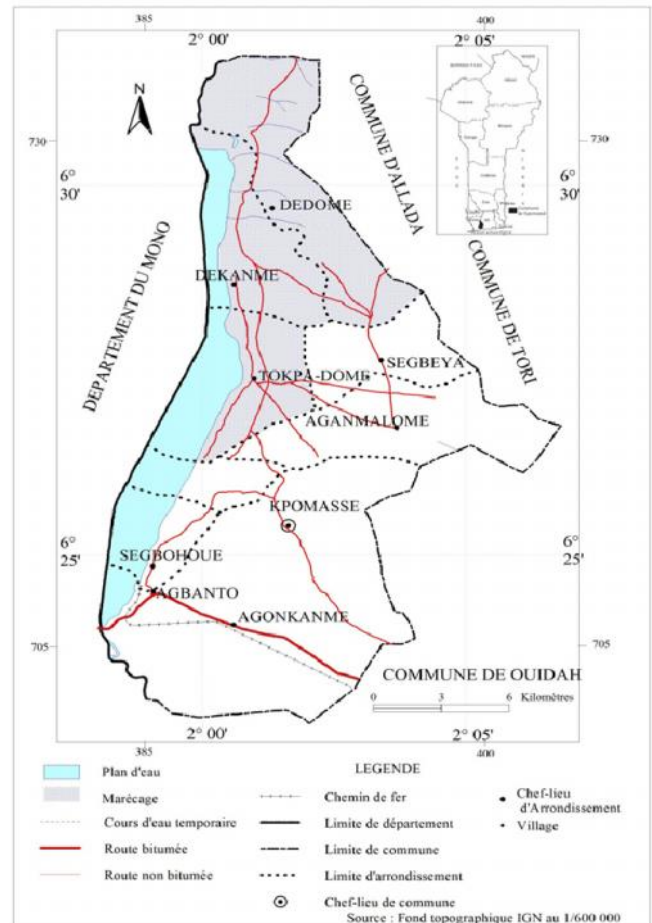 385
400
2 00'
2 05'
N
730
730
6 30'
6 30'
COMMUNE D'ALLADA
COMMUNE DE TORI
DEPARTEMENT DU MONO
DEDOME
DEKANME
SEGBEYA
TOKPA-DOME
AGANMALOME
KPOMASSE
6 25'
6 25'
SEGBOHOUE
AGBANTO
AGONKANME
705
705
COMMUNE DE OUIDAH
0 3 6 Kilomètres
2 00'
2 05'
385
400
LEGENDE
Plan d'eau
Marécage
Cours d'eau temporaire
Route bitumée
Route non bitumée
Chemin de fer
Limite de département
Limite de commune
Limite d'arrondissement
Chef-lieu de commune
Chef-lieu
d'Arrondissement
Village
Source : Fond topographique IGN au 1/600 000